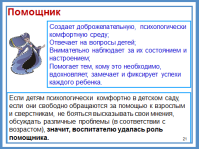 Помощник
Создает доброжелательную, психологически
комфортную среду;
Отвечает на вопросы детей;
Внимательно наблюдает за их состоянием и
настроением;
Помогает тем, кому это необходимо,
вдохновляет, замечает и фиксирует успехи
каждого ребенка.
Если детям психологически комфортно в детском саду,
если они свободно обращаются за помощью к взрослым
и сверстникам, не бояться высказывать свои мнения,
обсуждать различные проблемы (в соответствии с
возрастом), значит, воспитателю удалась роль
помощника.
21